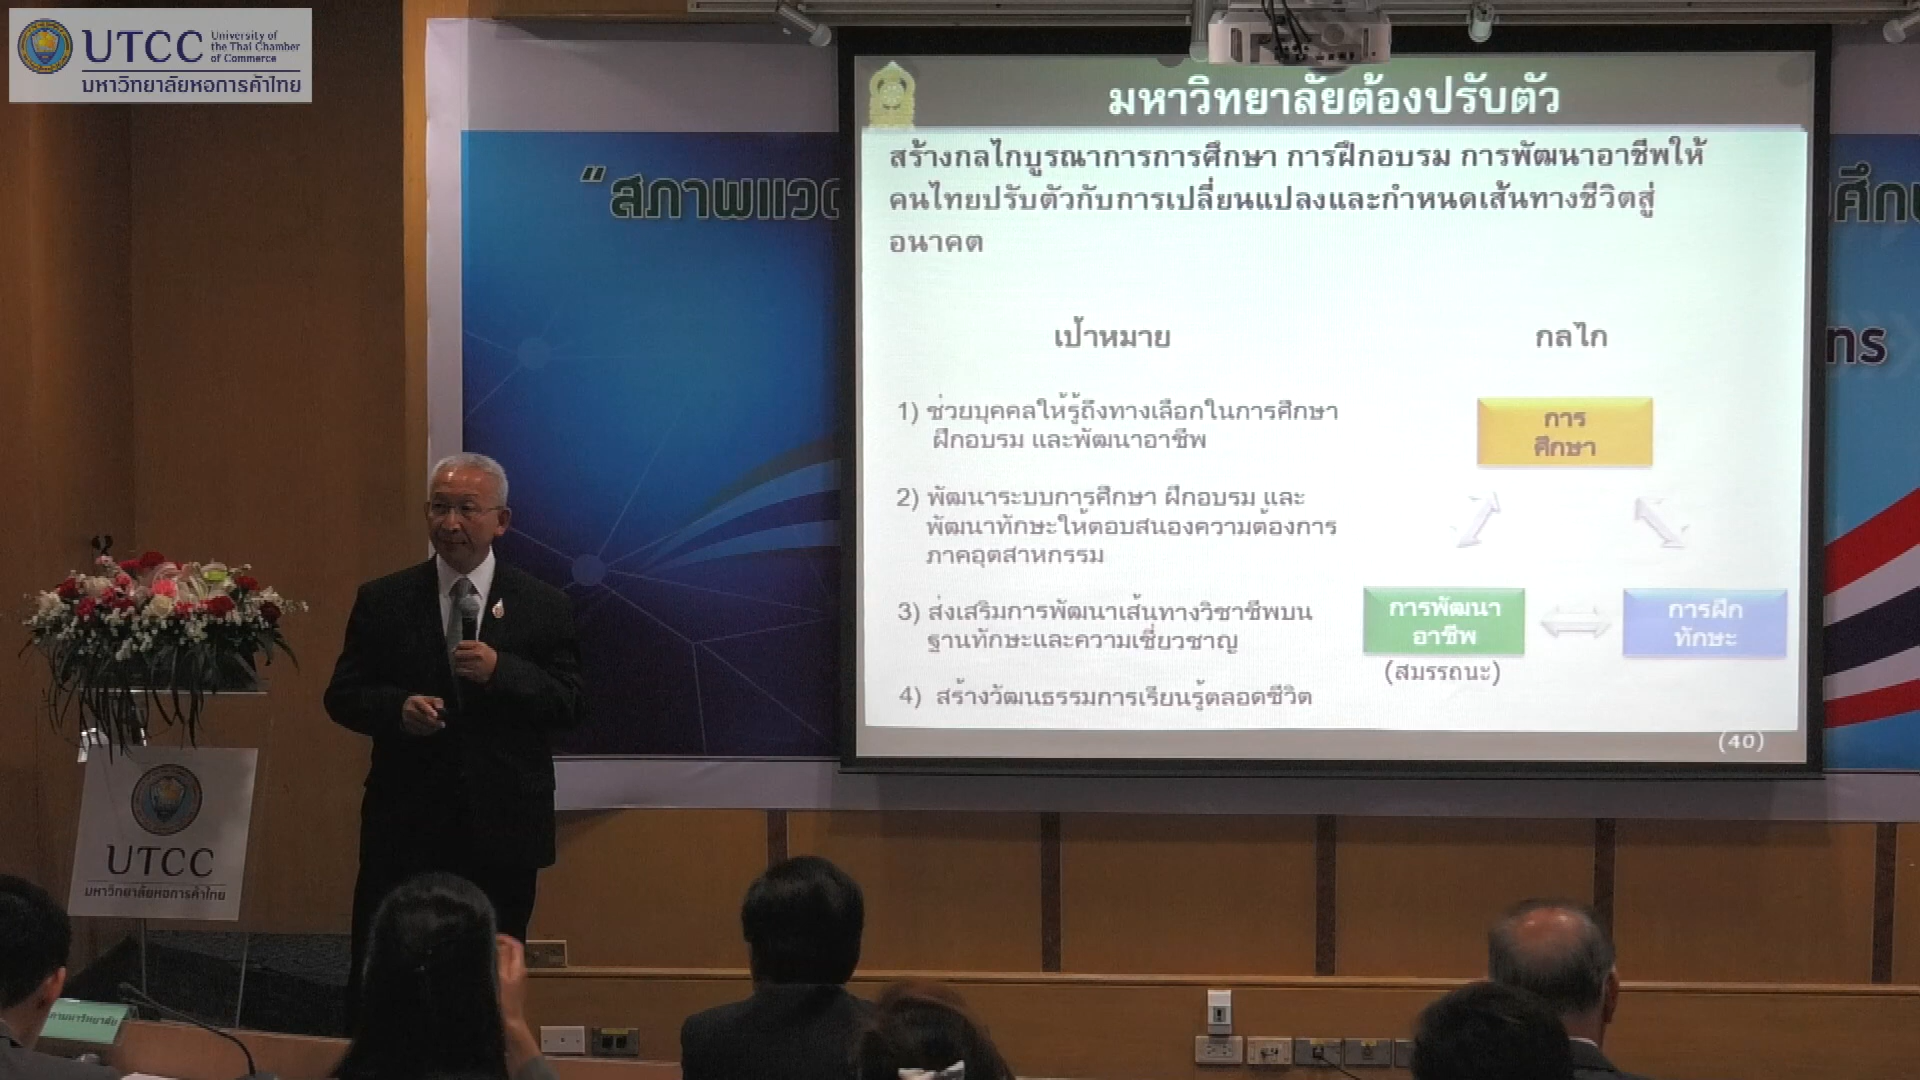 UTCC
University of
the Thai Chamber
of Commerce
มหาวิทยาลัยหอการค้าไทย
มหาวิทยาลัยต้องปรับตัว
สร้างกลไกบูรณาการการศึกษา การฝึกอบรม การพัฒนาอาชีพให้
คนไทยปรับตัวกับการเปลี่ยนแปลงและกำหนดเส้นทางชีวิตสู่
อนาคต
เป้าหมาย
1) ช่วยบุคคลให้รู้ถึงทางเลือกในการศึกษา
ฝึกอบรม และพัฒนาอาชีพ
2) พัฒนาระบบการศึกษา ฝึกอบรม และ
พัฒนาทักษะให้ตอบสนองความต้องการ
ภาคอุตสาหกรรม
3) ส่งเสริมการพัฒนาเส้นทางวิชาชีพบน
ฐานทักษะและความเชี่ยวชาญ
4) สร้างวัฒนธรรมการเรียนรู้ตลอดชีวิต
กลไก
การ
ศึกษา
การพัฒนา
อาชีพ
(สมรรถนะ)
การฝึก
ทักษะ
(40)
"สภาพแวด
UTCC
มหาวิทยาลัยหอการค้าไทย